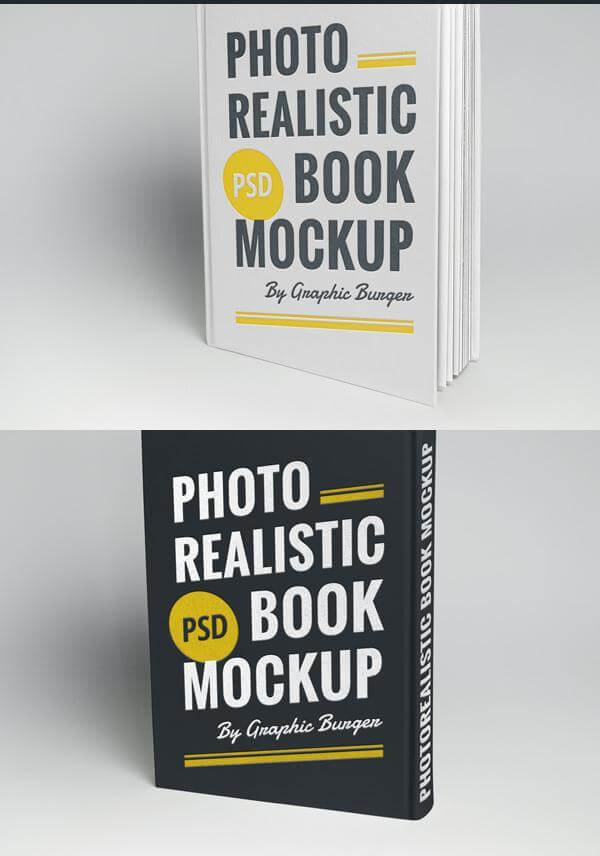 PHOTO
REALISTIC
PSD BOOK
MOCKUP
By Graphic Burger
PHOTO
REALISTIC
PSD BOOK
MOCKUP
By Graphic Burger
PHOTOREALISTIC BOOK MOCKUP